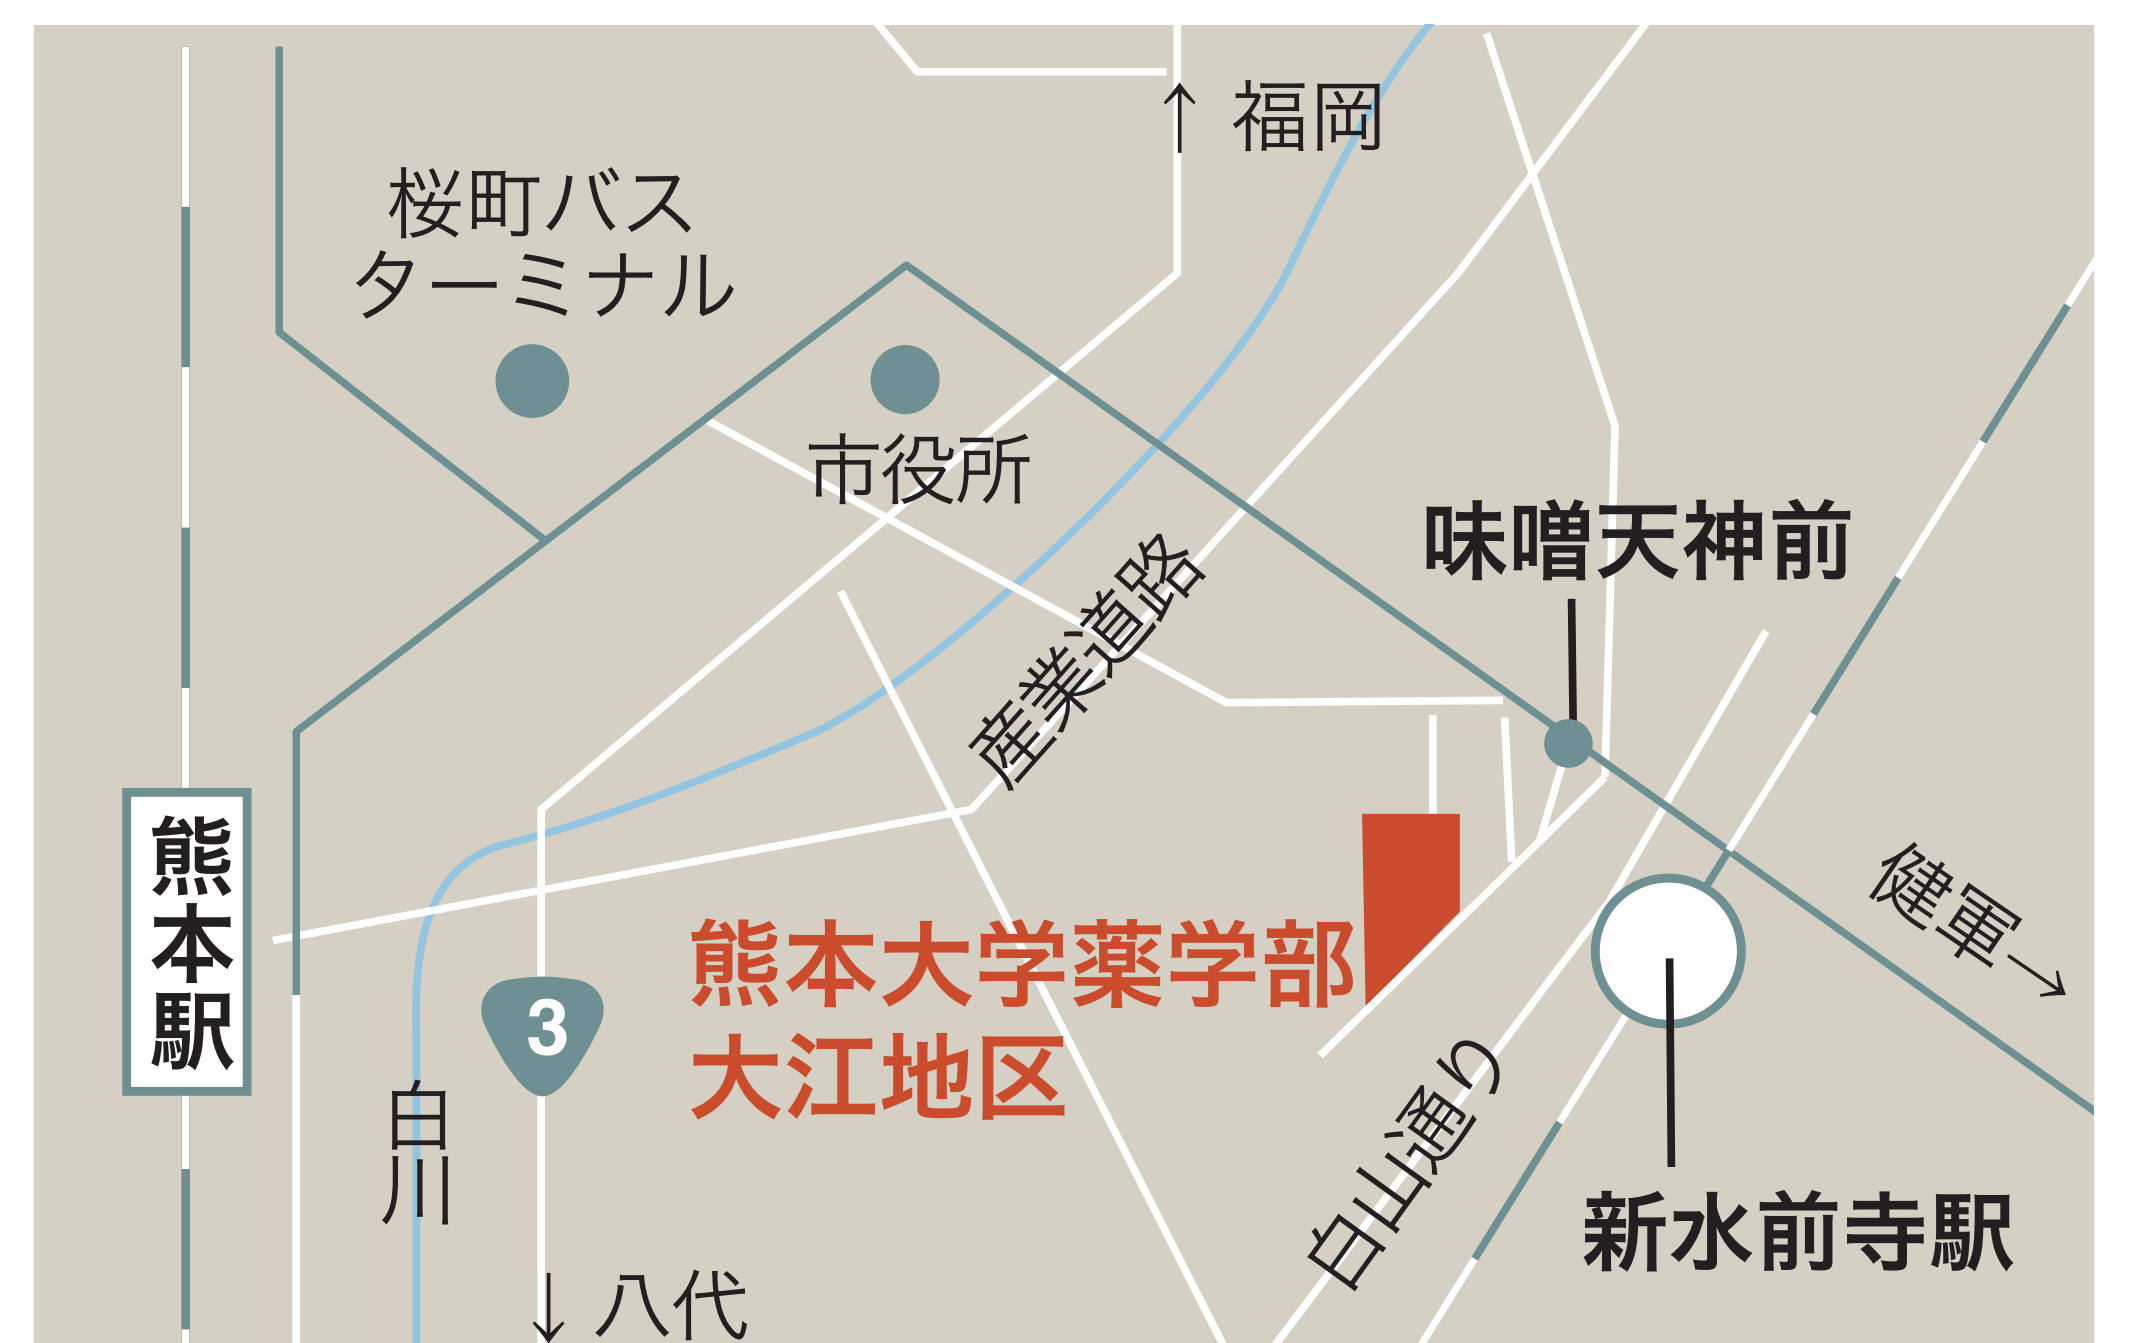 ↑ 福岡
桜町バス
ターミナル
市役所
味噌天神前
産業道路
熊本駅
健軍→
熊本大学薬学部
大江地区
3
白川
白山通り
新水前寺駅
↓ 八代